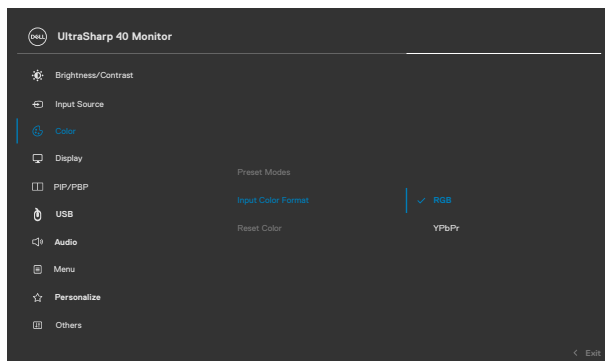 DELL
UltraSharp 40 Monitor
Brightness/Contrast
Input Source
Color
Display
PIP/PBP
USB
Audio
Menu
Personalize
Others
Preset Modes
Input Color Format
Reset Color
RGB
YPbPr
Exit